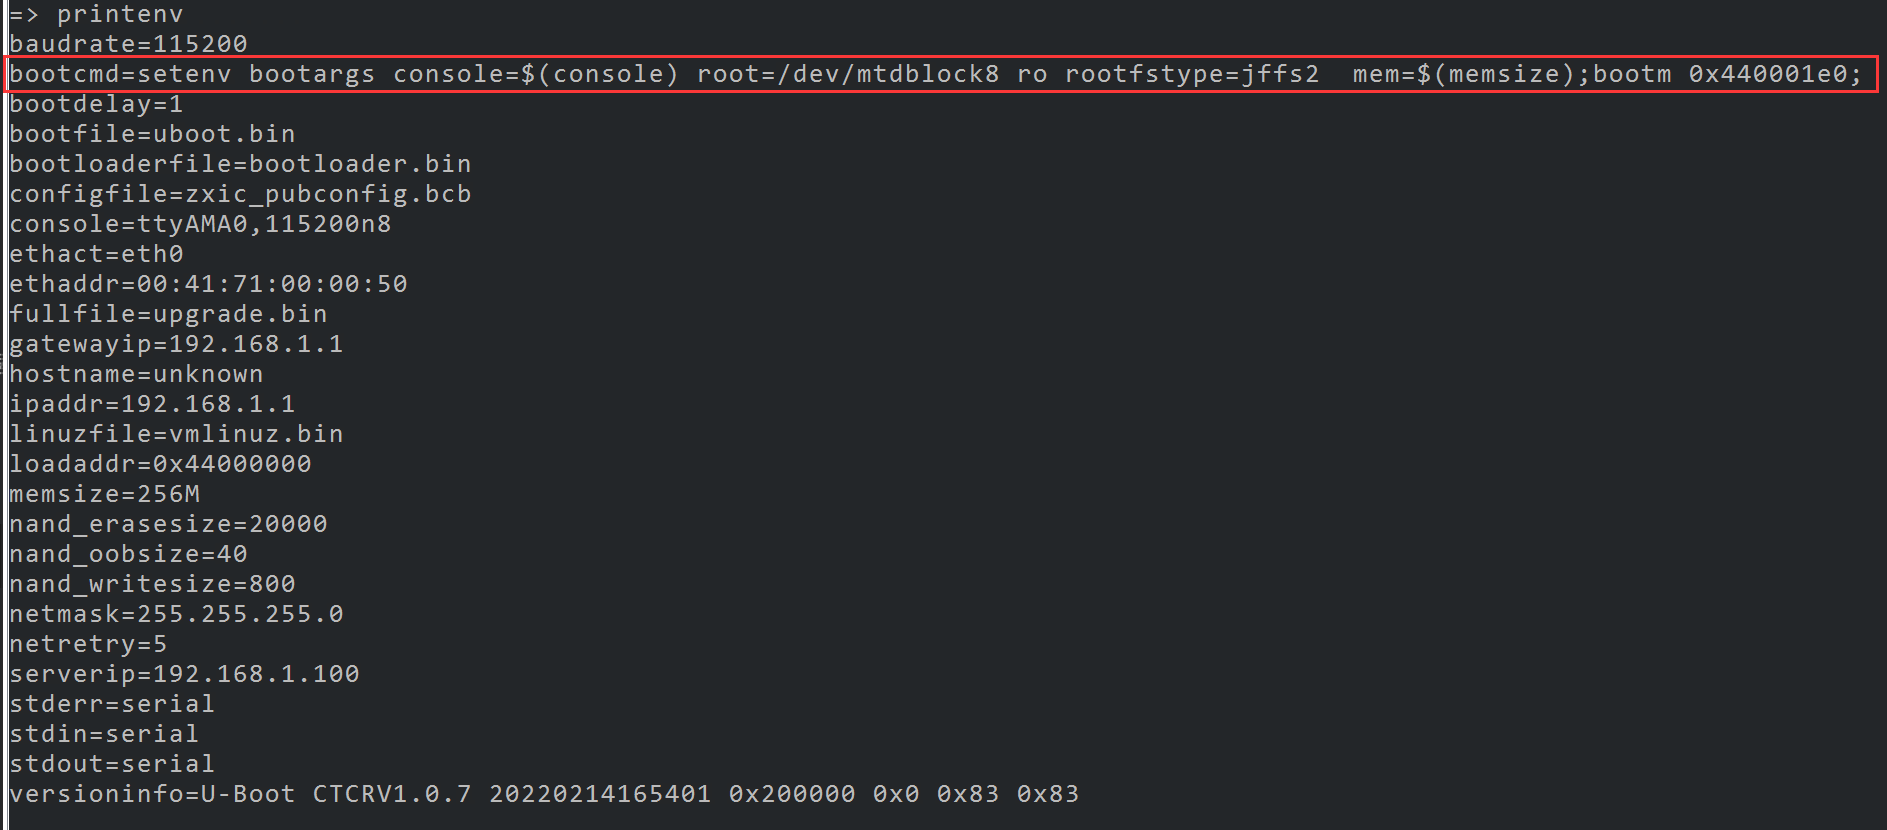 => printenv
baudrate=115200
bootcmd=setenv bootargs console=$(console) root=/dev/mtdblock8 ro rootfstype=jffs2  mem=$(memsize);bootm 0x440001e0;
bootdelay=1
bootfile=uboot.bin
bootloaderfile=bootloader.bin
configfile=zxic_pubconfig.bcb
console=ttyAMA0,115200n8
ethact=eth0
ethaddr=00:41:71:00:00:50
fullfile=upgrade.bin
gatewayip=192.168.1.1
hostname=unknown
ipaddr=192.168.1.1
linuzfile=vmlinuz.bin
loadaddr=0x44000000
memsize=256M
nand_erasesize=20000
nand_oobsize=40
nand_writesize=800
netmask=255.255.255.0
netretry=5
serverip=192.168.1.100
stderr=serial
stdin=serial
stdout=serial
versioninfo=U-Boot CTCRV1.0.7 20220214165401 0x200000 0x0 0x83 0x83